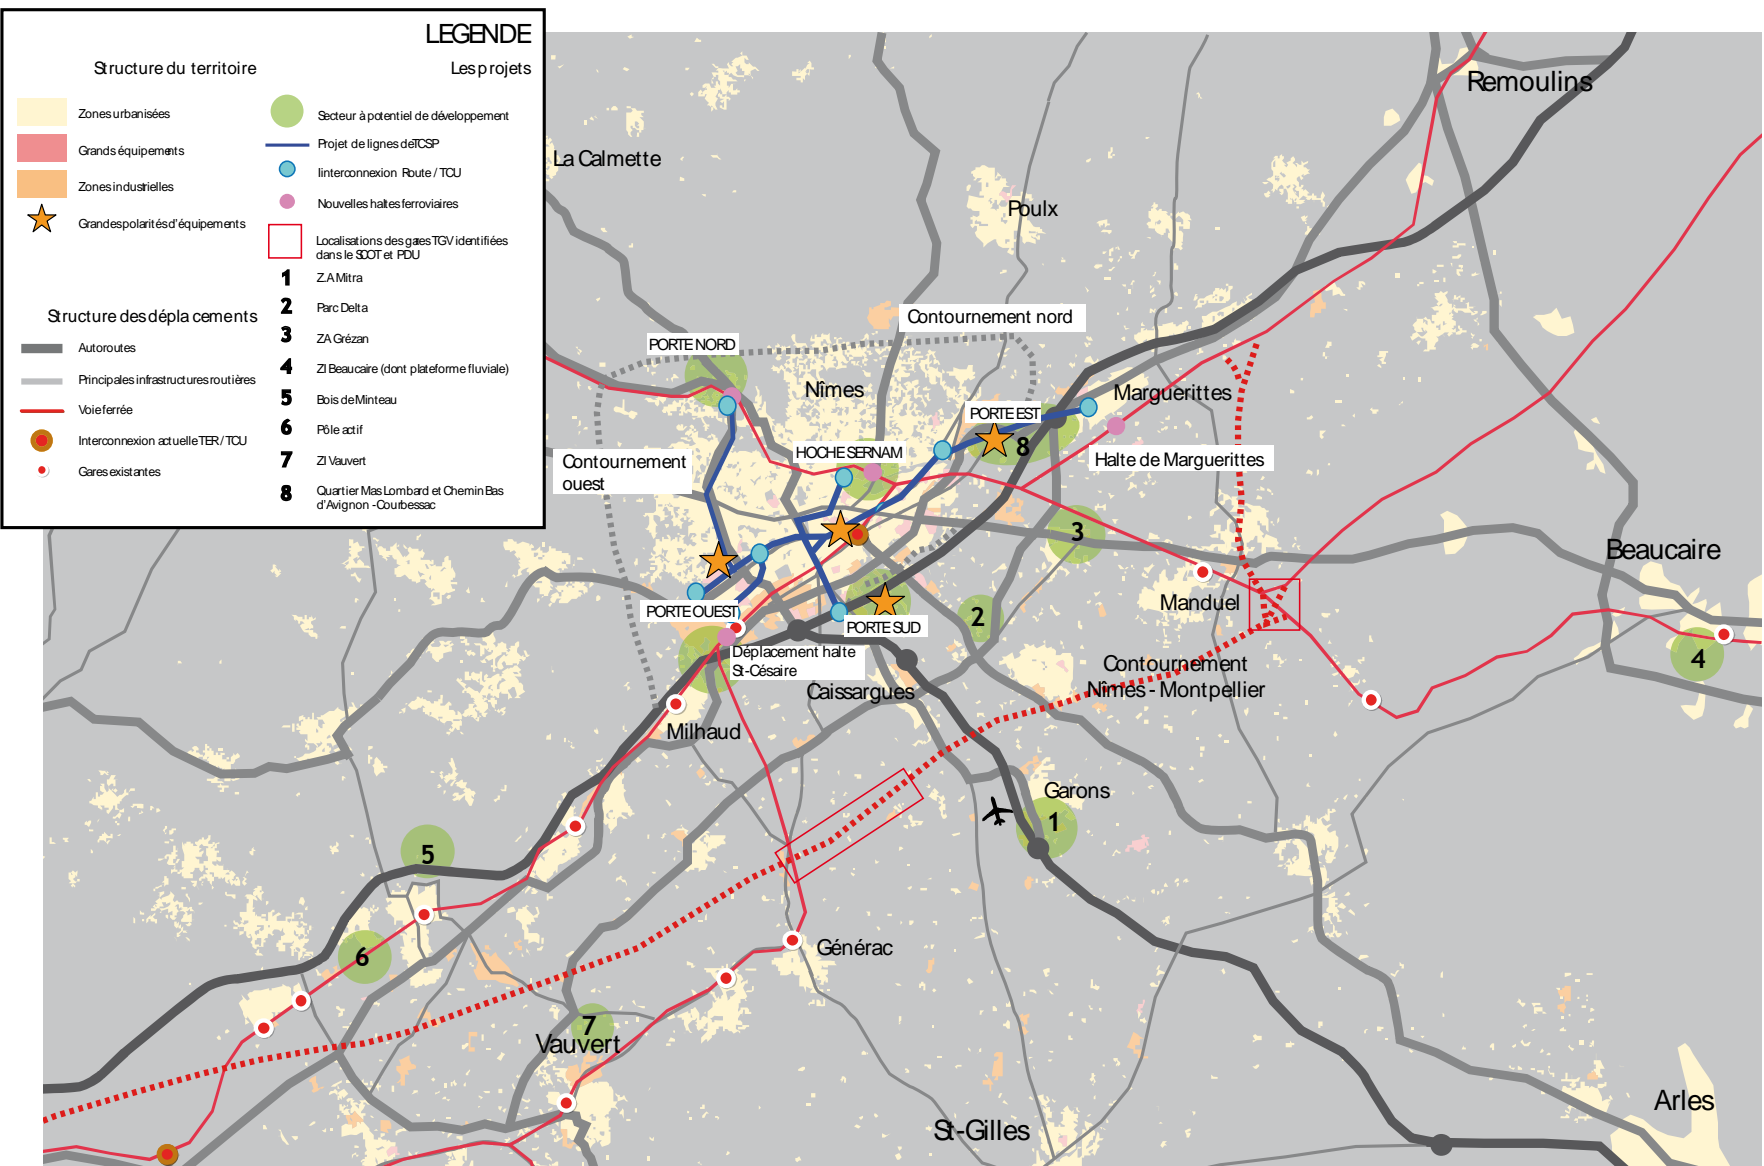 LEGENDE
Structure du territoire
Zones urbanisées
Grands équipements
Zones industrielles
Grandes polarités d'équipements
Structure des déplacements
Autoroutes
Principales infrastructures routières
Voie ferrée
Interconnexion actuelle TER / TCU
Gares existantes
Les projets
Secteur à potentiel de développement
Projet de lignes de TCSP
Iinterconnexion Route / TCU
Nouvelles haltes ferroviaires
Localisations des gares TGV identifiées
dans le SCOT et PDU
1 Z.A Mitra
2 Parc Delta
3 ZA Grézan
4 ZI Beaucaire (dont plateforme fluviale)
5 Bois de Minteau
6 Pôle actif
7 ZI Vauvert
8 Quartier Mas Lombard et Chemin Bas
d'Avignon - Courbessac
Remoulins
La Calmette
Poulx
Contournement nord
PORTE NORD
Nîmes
Marguerittes
PORTE EST
8
HOCHE SERNAM
Halte de Marguerittes
Contournement
ouest
3
Beaucaire
Manduel
PORTE OUEST
2
PORTE SUD
4
Déplacement halte
St-Césaire
Contournement
Nîmes - Montpellier
Caissargues
Milhaud
Garons
1
5
6
Générac
7
Vauvert
Arles
St-Gilles